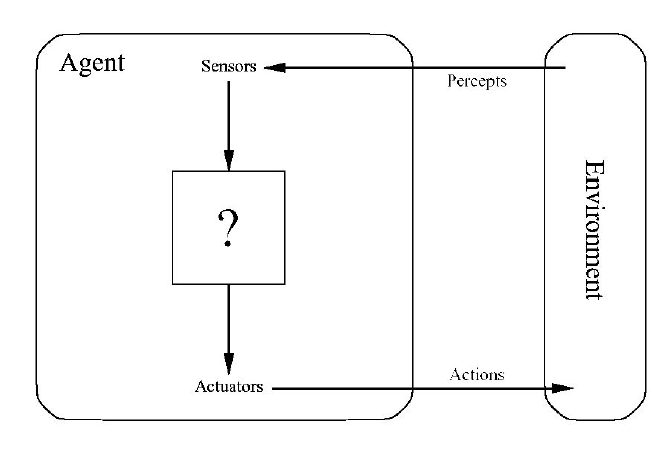 Agent
Sensors
Percepts
?
Environment
Actuators
Actions